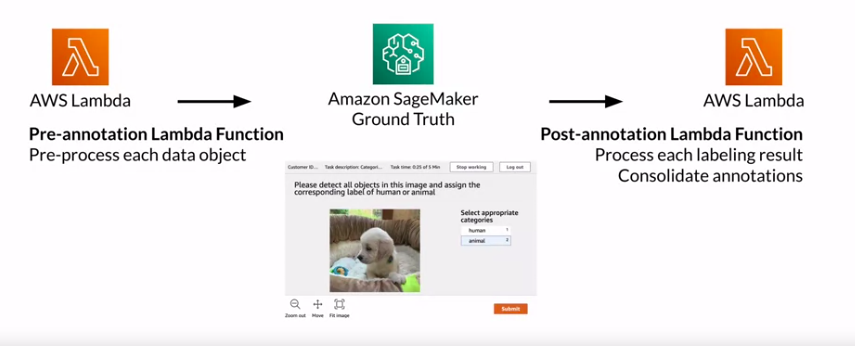 AWS Lambda
Pre-annotation Lambda Function
Pre-process each data object
Amazon SageMaker
Ground Truth
AWS Lambda
Post-annotation Lambda Function
Process each labeling result
Consolidate annotations
Customer ID:... Task description: Categori... Task time: 0:25 of 5 Min Stop working Log out
Please detect all objects in this image and assign the
corresponding label of human or animal
Select appropriate
categories
human 1
animal 2
Zoom out Move Fit image
Submit